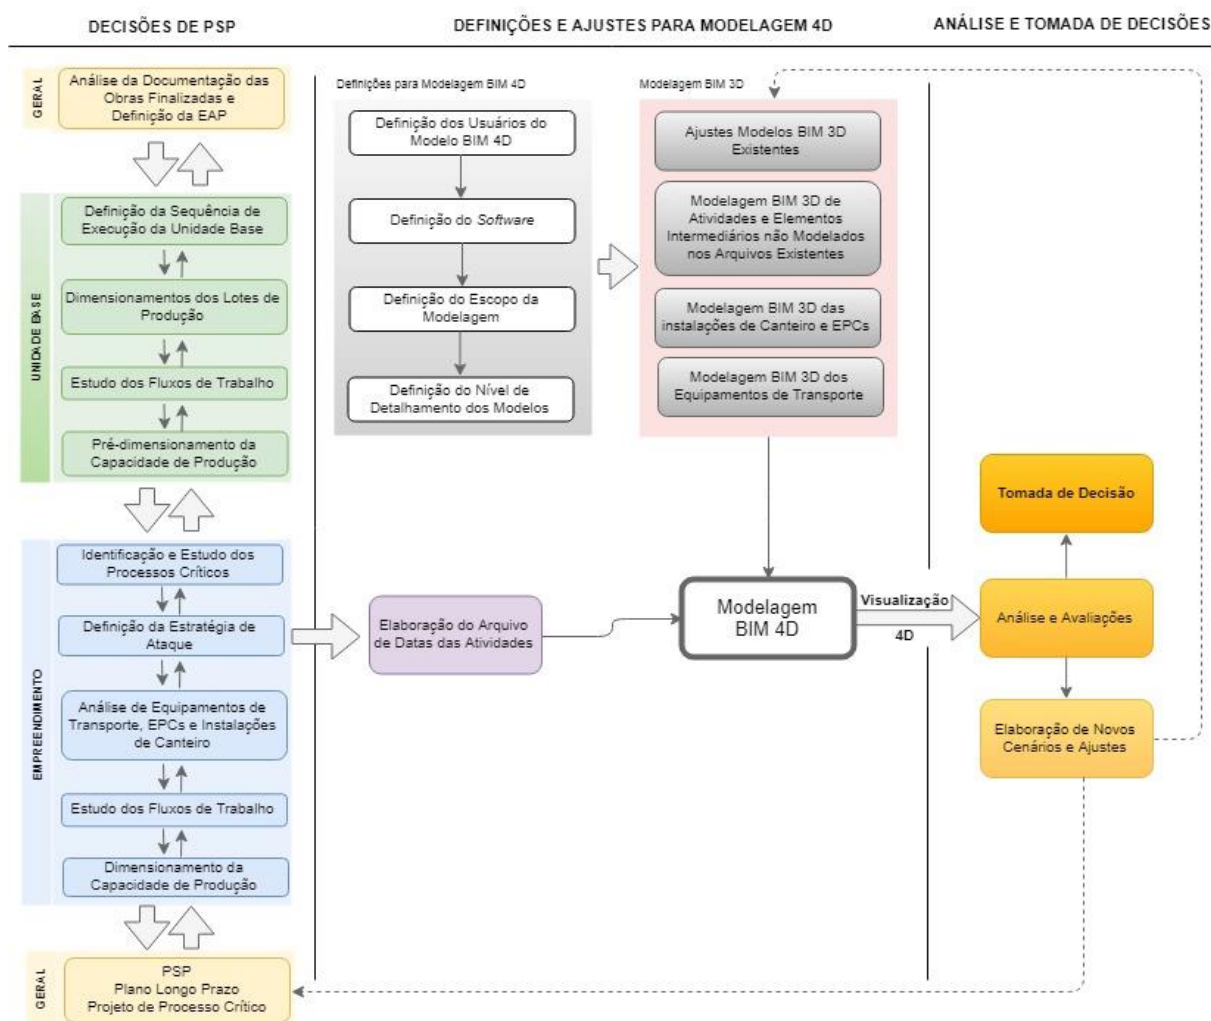 DECISÕES DE PSP
DEFINIÇÕES E AJUSTES PARA MODELAGEM 4D
ANÁLISE E TOMADA DE DECISÕES
GERAL
Análise da Documentação das
Obras Finalizadas e
Definição da EAP
UNIDADE BASE
Definição da Sequência de
Execução da Unidade Base
Dimensionamentos dos Lotes de
Produção
Estudo dos Fluxos de Trabalho
Pré-dimensionamento da
Capacidade de Produção
EMPREENDIMENTO
Identificação e Estudo dos
Processos Críticos
Definição da Estratégia de
Ataque
Análise de Equipamentos de
Transporte, EPCs e Instalações
de Canteiro
Estudo dos Fluxos de Trabalho
Dimensionamento da
Capacidade de Produção
GERAL
PSP
Plano Longo Prazo
Projeto de Processo Crítico
Definições para Modelagem BIM 4D
Definição dos Usuários do
Modelo BIM 4D
Definição do Software
Definição do Escopo da
Modelagem
Definição do Nível de
Detalhamento dos Modelos
Modelagem BIM 3D
Ajustes Modelos BIM 3D
Existentes
Modelagem BIM 3D de
Atividades e Elementos
Intermediários não Modelados
nos Arquivos Existentes
Modelagem BIM 3D das
instalações de Canteiro e EPCs
Modelagem BIM 3D dos
Equipamentos de Transporte
Elaboração do Arquivo
de Datas das Atividades
Modelagem
BIM 4D
Visualização
4D
Tomada de Decisão
Análise e Avaliações
Elaboração de Novos
Cenários e Ajustes